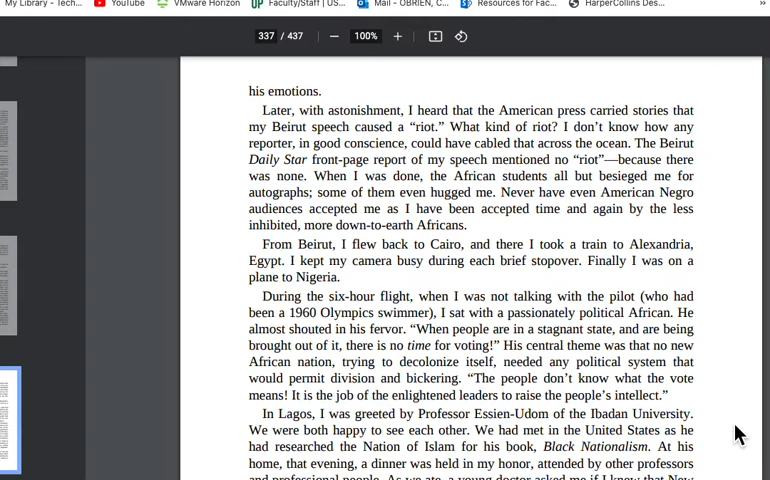 My Library - Tech... YouTube VMware Horizon UP Faculty/Staff | US... Mail - OBRIEN, C... Resources for Fac... HarperCollins Des... »
337 / 437 — 100% +
his emotions.
Later, with astonishment, I heard that the American press carried stories that
my Beirut speech caused a “riot.” What kind of riot? I don’t know how any
reporter, in good conscience, could have cabled that across the ocean. The Beirut
Daily Star front-page report of my speech mentioned no “riot”—because there
was none. When I was done, the African students all but besieged me for
autographs; some of them even hugged me. Never have even American Negro
audiences accepted me as I have been accepted time and again by the less
inhibited, more down-to-earth Africans.
From Beirut, I flew back to Cairo, and there I took a train to Alexandria,
Egypt. I kept my camera busy during each brief stopover. Finally I was on a
plane to Nigeria.
During the six-hour flight, when I was not talking with the pilot (who had
been a 1960 Olympics swimmer), I sat with a passionately political African. He
almost shouted in his fervor. “When people are in a stagnant state, and are being
brought out of it, there is no time for voting!” His central theme was that no new
African nation, trying to decolonize itself, needed any political system that
would permit division and bickering. “The people don’t know what the vote
means! It is the job of the enlightened leaders to raise the people’s intellect.”
In Lagos, I was greeted by Professor Essien-Udom of the Ibadan University.
We were both happy to see each other. We had met in the United States as he
had researched the Nation of Islam for his book, Black Nationalism. At his
home, that evening, a dinner was held in my honor, attended by other professors
and professional people. As we ate, a young doctor asked me if I knew that New